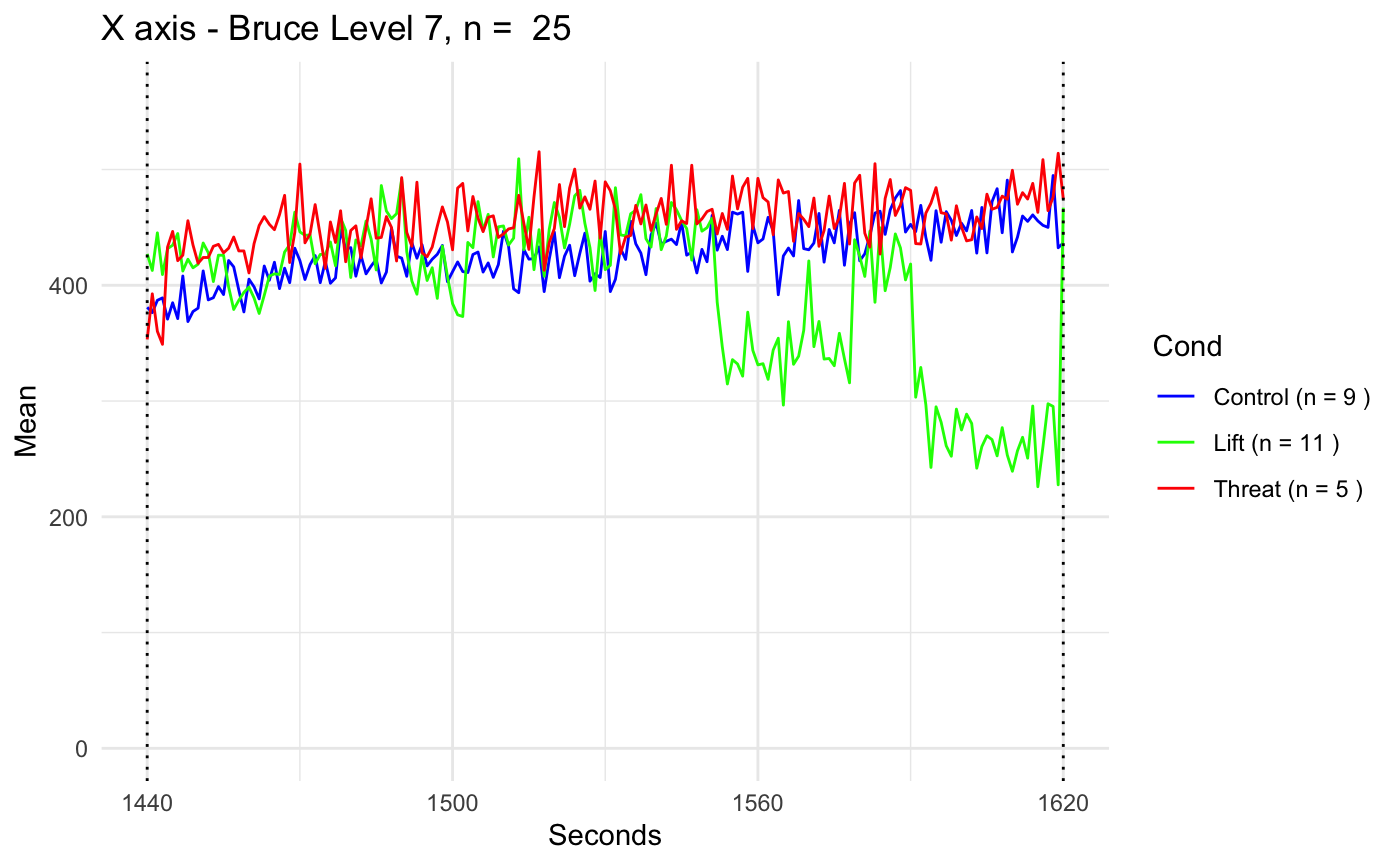 X axis - Bruce Level 7, n =  25
Mean
400
200
0
1440
1500
1560
1620
Seconds
Cond
Control (n = 9 )
Lift (n = 11 )
Threat (n = 5 )